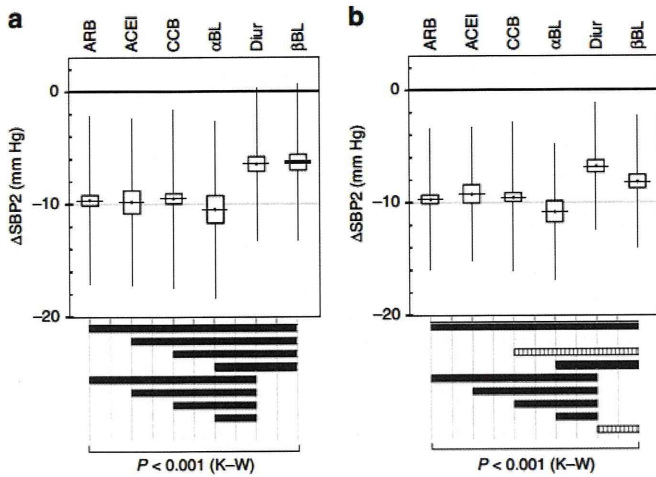 a
ARB ACEI CCB αBL Diur βBL
0
–10
–20
ΔSBP2 (mm Hg)
P < 0.001 (K–W)
b
ARB ACEI CCB αBL Diur βBL
0
–10
–20
ΔSBP2 (mm Hg)
P < 0.001 (K–W)